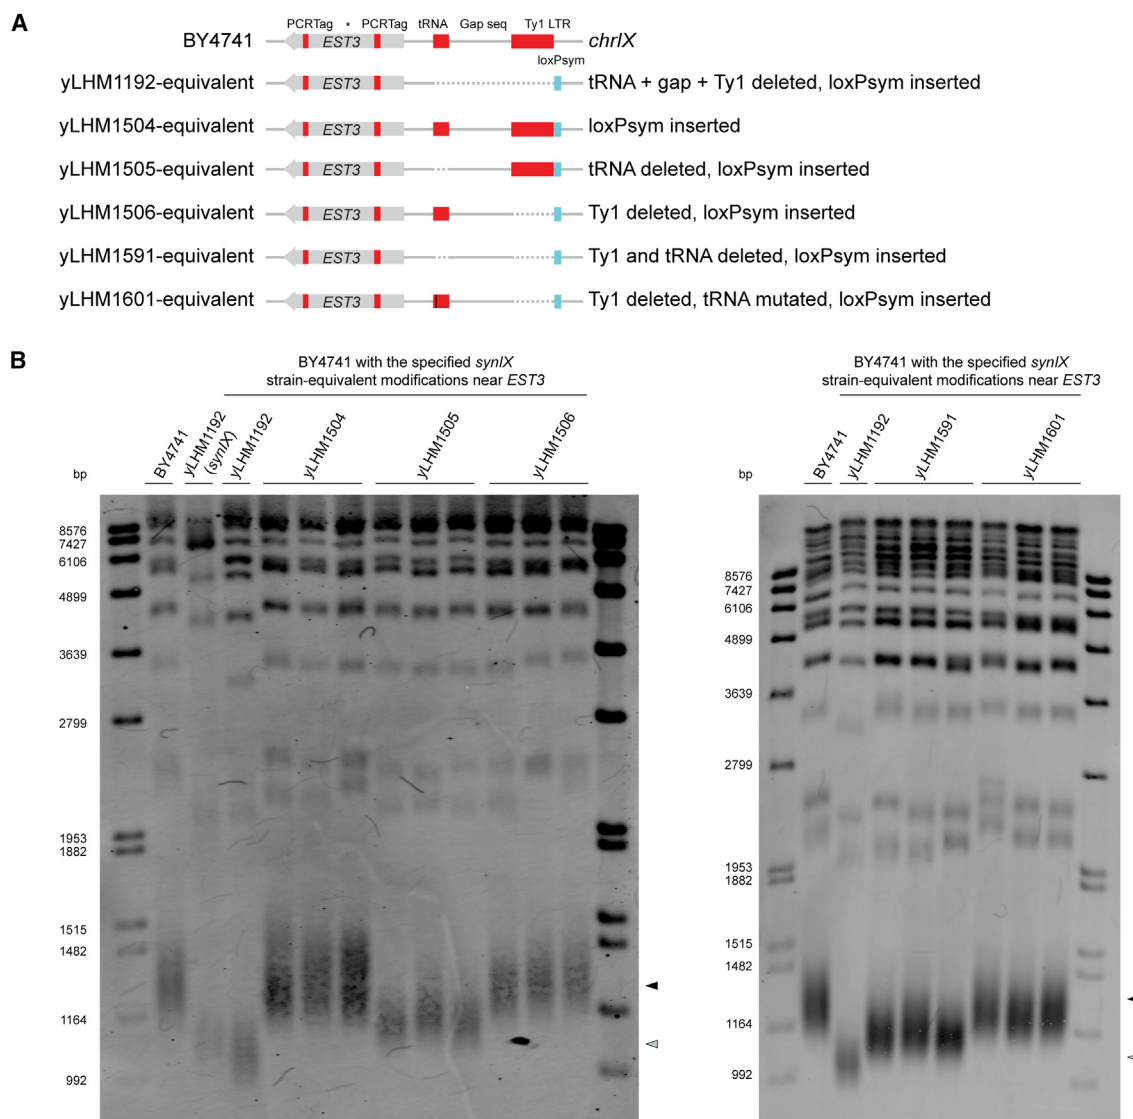 A
PCRTag * PCRTag tRNA Gap seq Ty1 LTR
BY4741 EST3 chrIX
loxPsym
yLHM1192-equivalent EST3 tRNA + gap + Ty1 deleted, loxPsym inserted
yLHM1504-equivalent EST3 loxPsym inserted
yLHM1505-equivalent EST3 tRNA deleted, loxPsym inserted
yLHM1506-equivalent EST3 Ty1 deleted, loxPsym inserted
yLHM1591-equivalent EST3 Ty1 and tRNA deleted, loxPsym inserted
yLHM1601-equivalent EST3 Ty1 deleted, tRNA mutated, loxPsym inserted
B
BY4741 with the specified synIX
strain-equivalent modifications near EST3
BY4741
yLHM1192
(synIX)
yLHM1192
yLHM1504
yLHM1505
yLHM1506
bp
8576
7427
6106
4899
3639
2799
1953
1882
1515
1482
1164
992
BY4741 with the specified synIX
strain-equivalent modifications near EST3
BY4741
yLHM1192
yLHM1591
yLHM1601
bp
8576
7427
6106
4899
3639
2799
1953
1882
1515
1482
1164
992